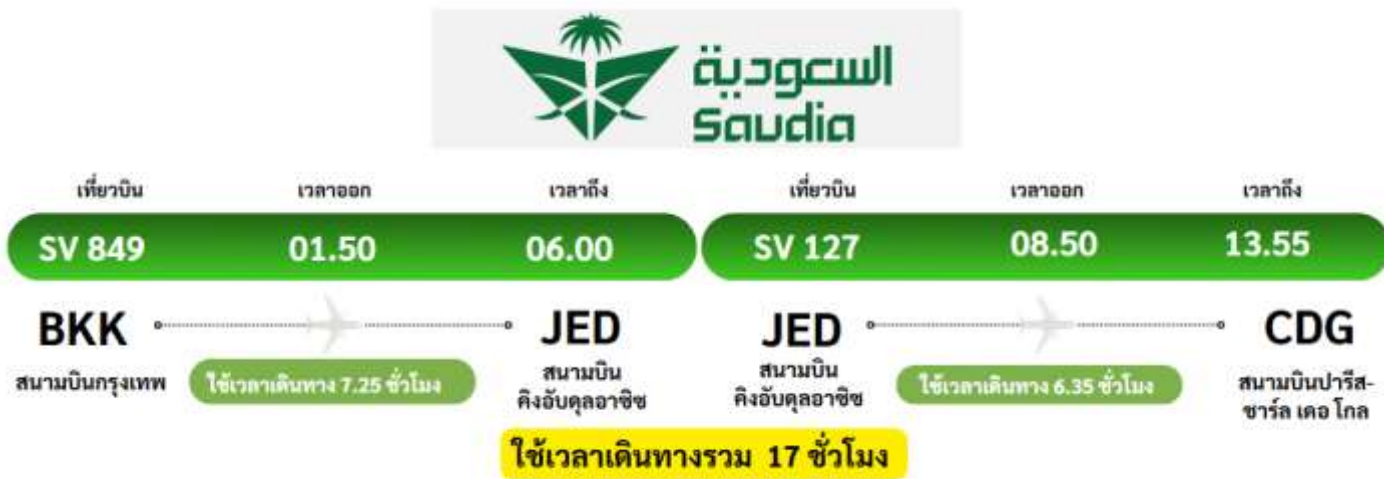 السعودية
Saudia
เที่ยวบิน เวลาออก เวลาถึง เที่ยวบิน เวลาออก เวลาถึง
SV 849 01.50 06.00 SV 127 08.50 13.55
BKK JED JED CDG
สนามบินกรุงเทพ ใช้เวลาเดินทาง 7.25 ชั่วโมง สนามบิน สนามบิน ใช้เวลาเดินทาง 6.35 ชั่วโมง สนามบินปารีส-
คิงอับดุลอาซิซ คิงอับดุลอาซิซ ชาร์ล เดอ โกล
ใช้เวลาเดินทางรวม 17 ชั่วโมง